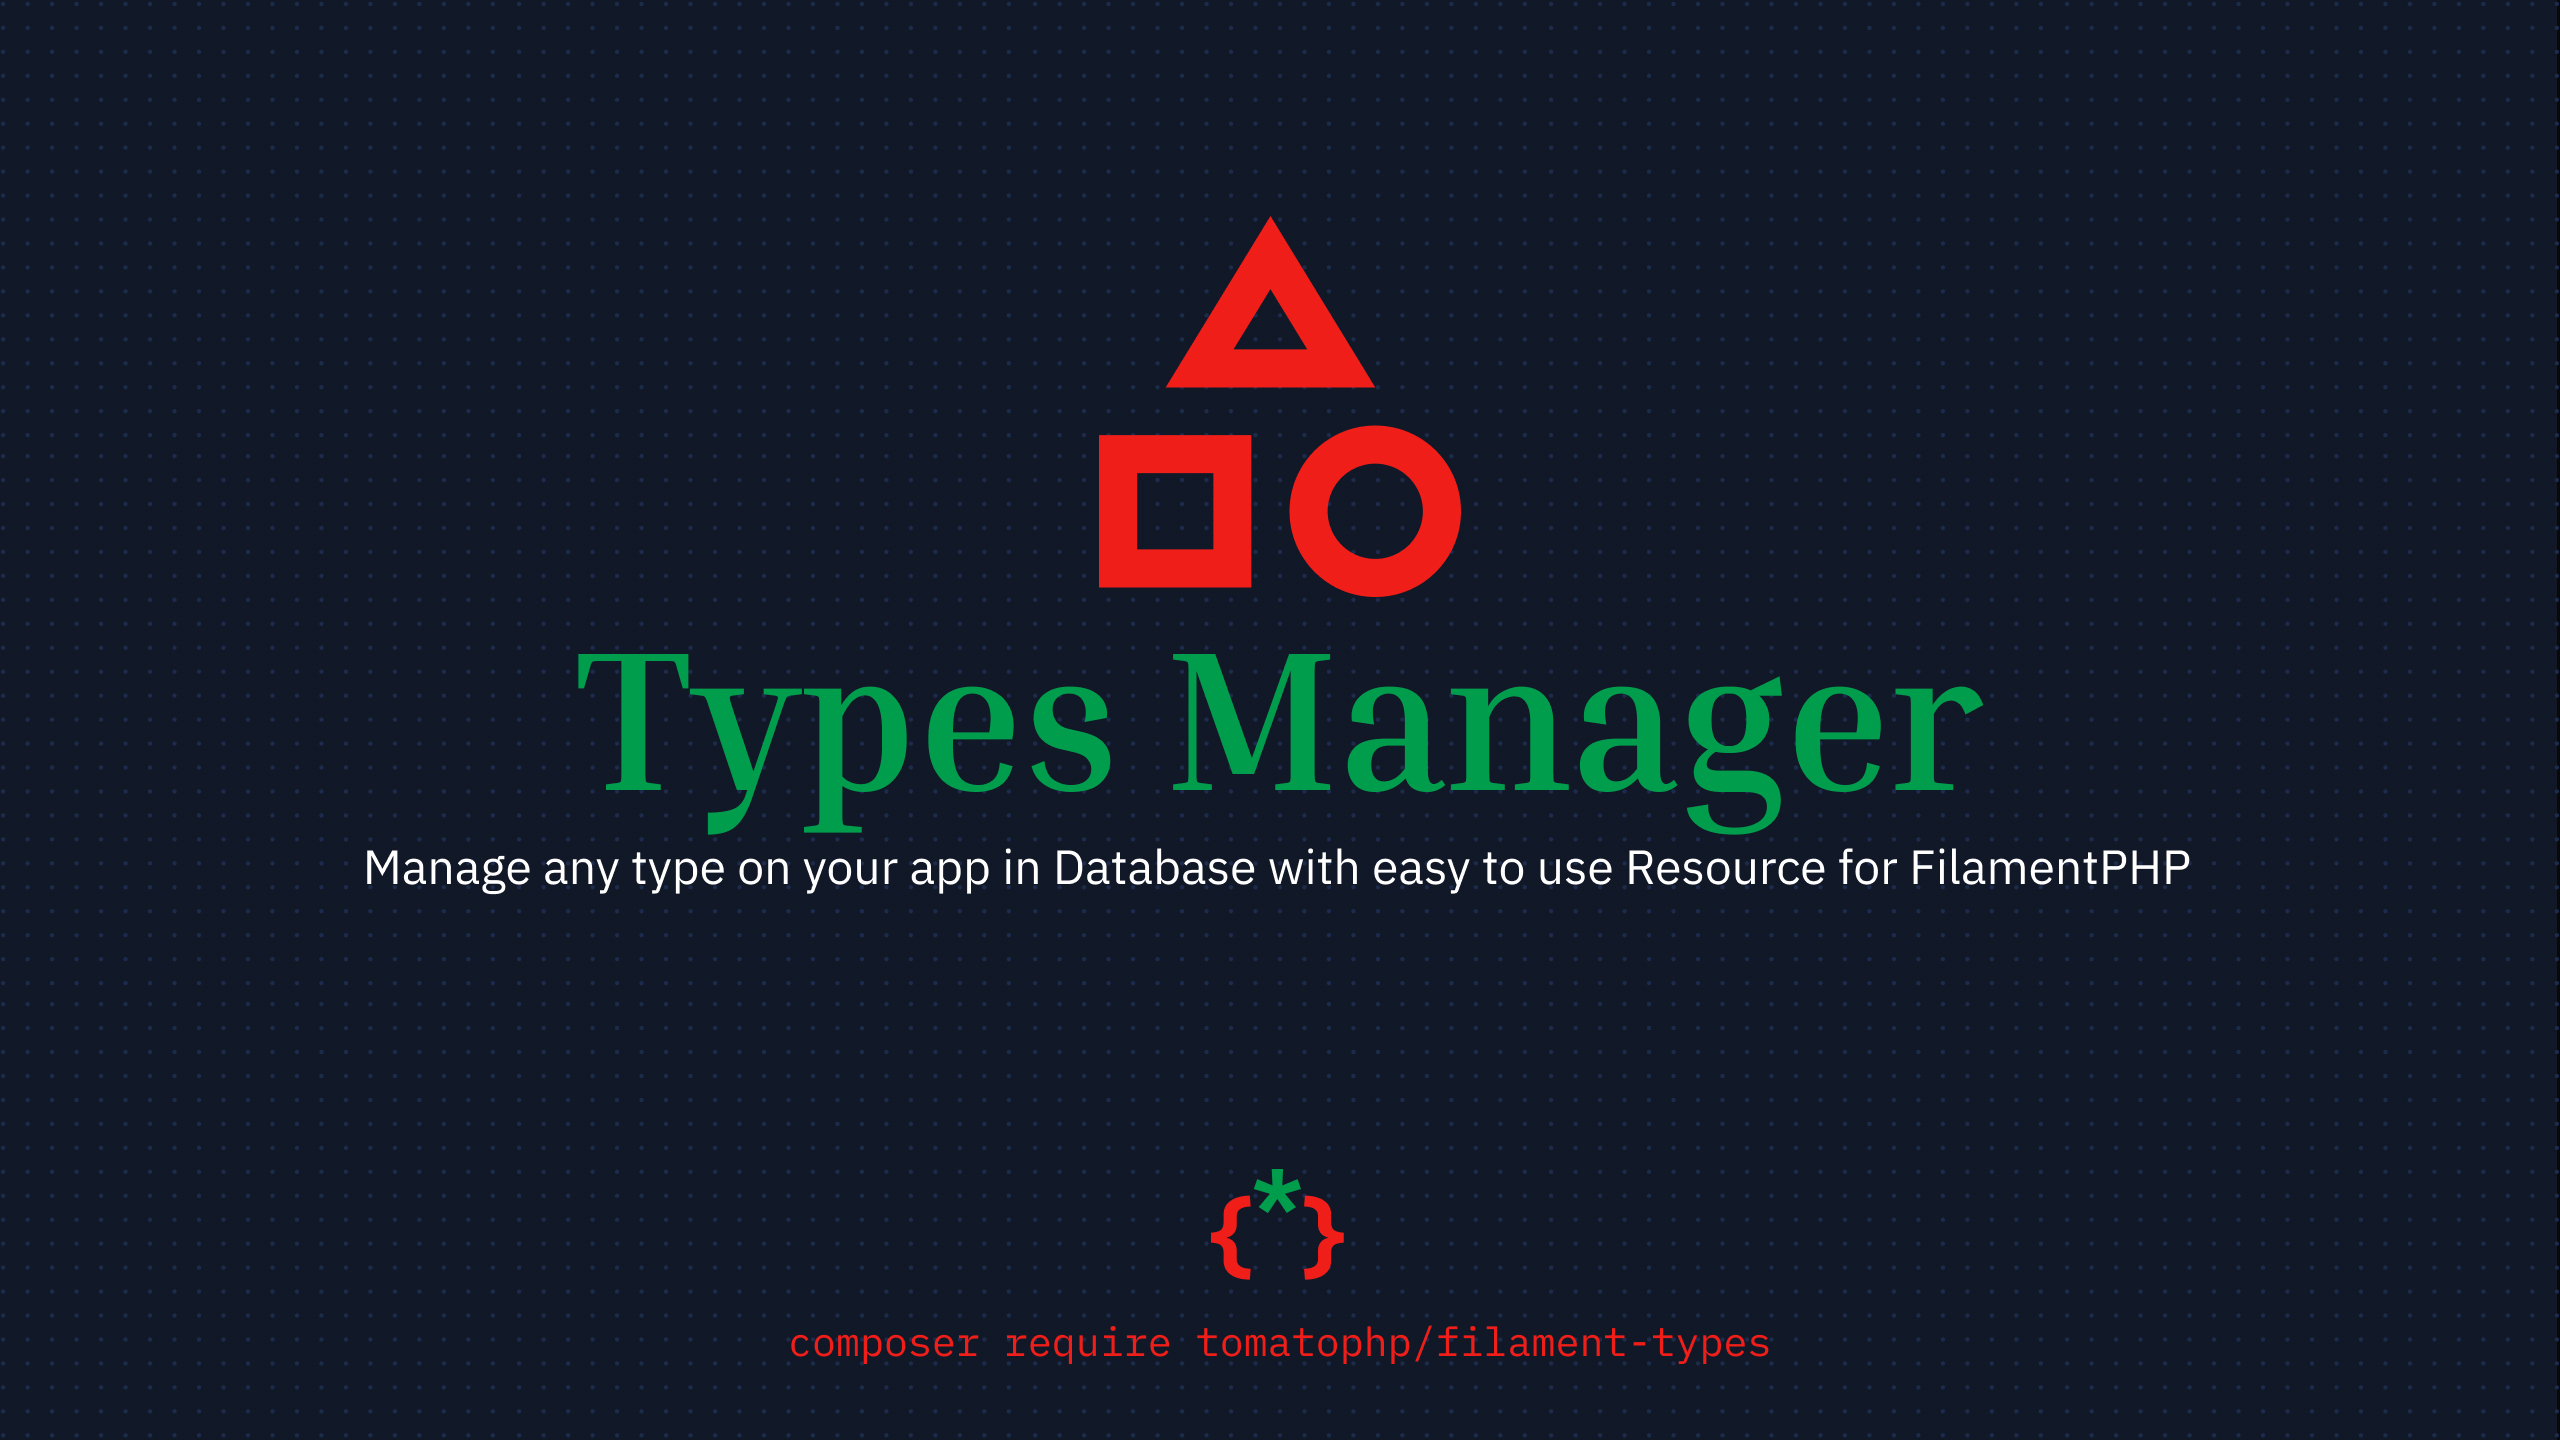 Types Manager
Manage any type on your app in Database with easy to use Resource for FilamentPHP
{*}
composer require tomatophp/filament-types